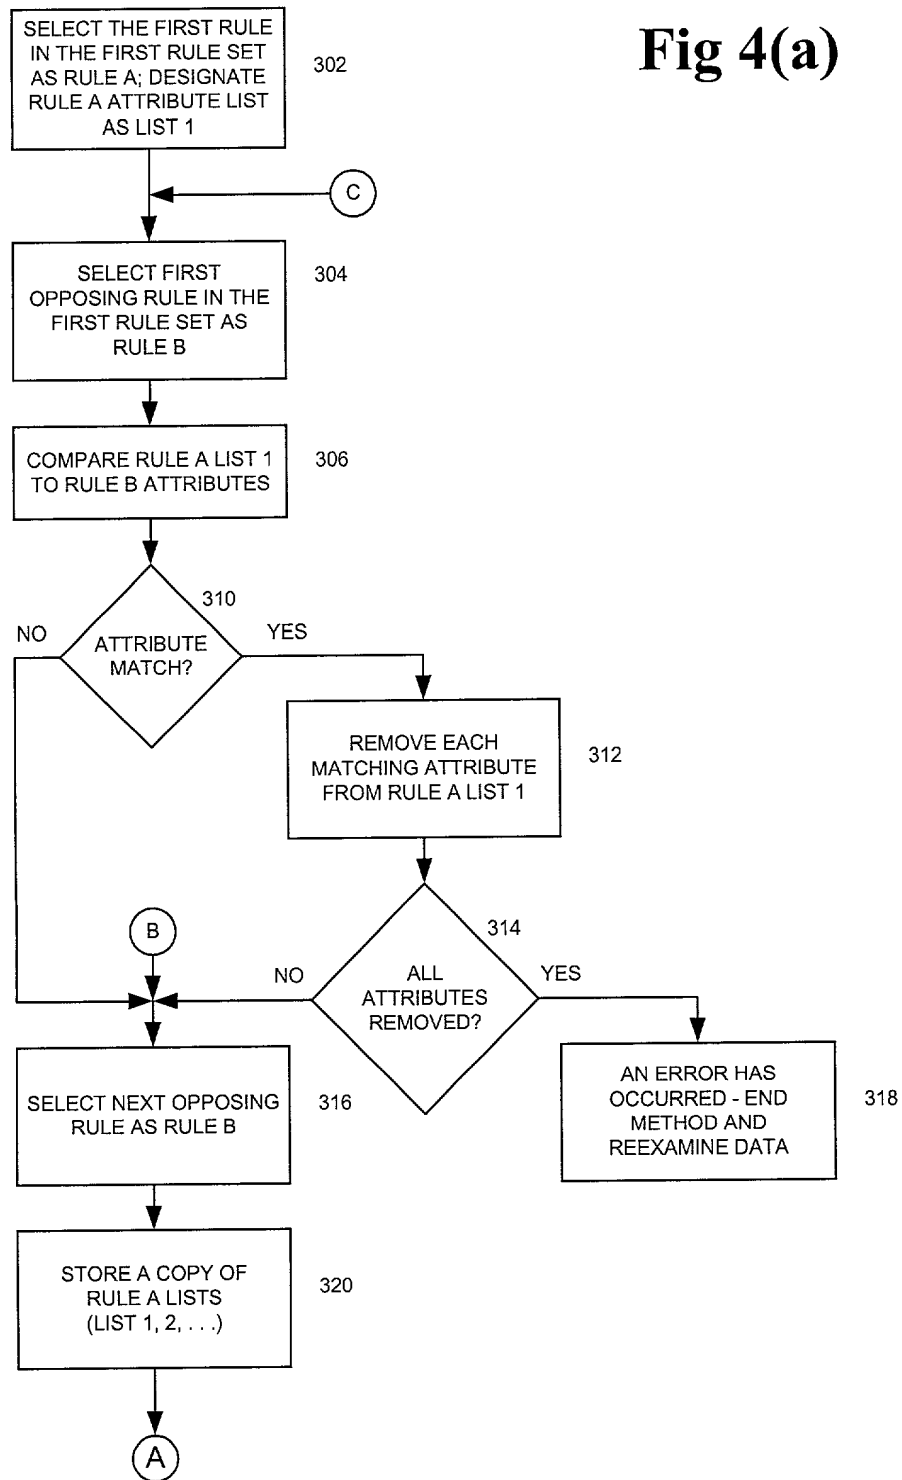 Fig 4(a)
SELECT THE FIRST RULE
IN THE FIRST RULE SET
AS RULE A; DESIGNATE
RULE A ATTRIBUTE LIST
AS LIST 1
302
C
SELECT FIRST
OPPOSING RULE IN THE
FIRST RULE SET AS
RULE B
304
COMPARE RULE A LIST 1
TO RULE B ATTRIBUTES
306
310
NO
ATTRIBUTE
MATCH?
YES
REMOVE EACH
MATCHING ATTRIBUTE
FROM RULE A LIST 1
312
B
314
NO
ALL
ATTRIBUTES
REMOVED?
YES
SELECT NEXT OPPOSING
RULE AS RULE B
316
AN ERROR HAS
OCCURRED - END
METHOD AND
REEXAMINE DATA
318
STORE A COPY OF
RULE A LISTS
(LIST 1, 2, . . .)
320
A